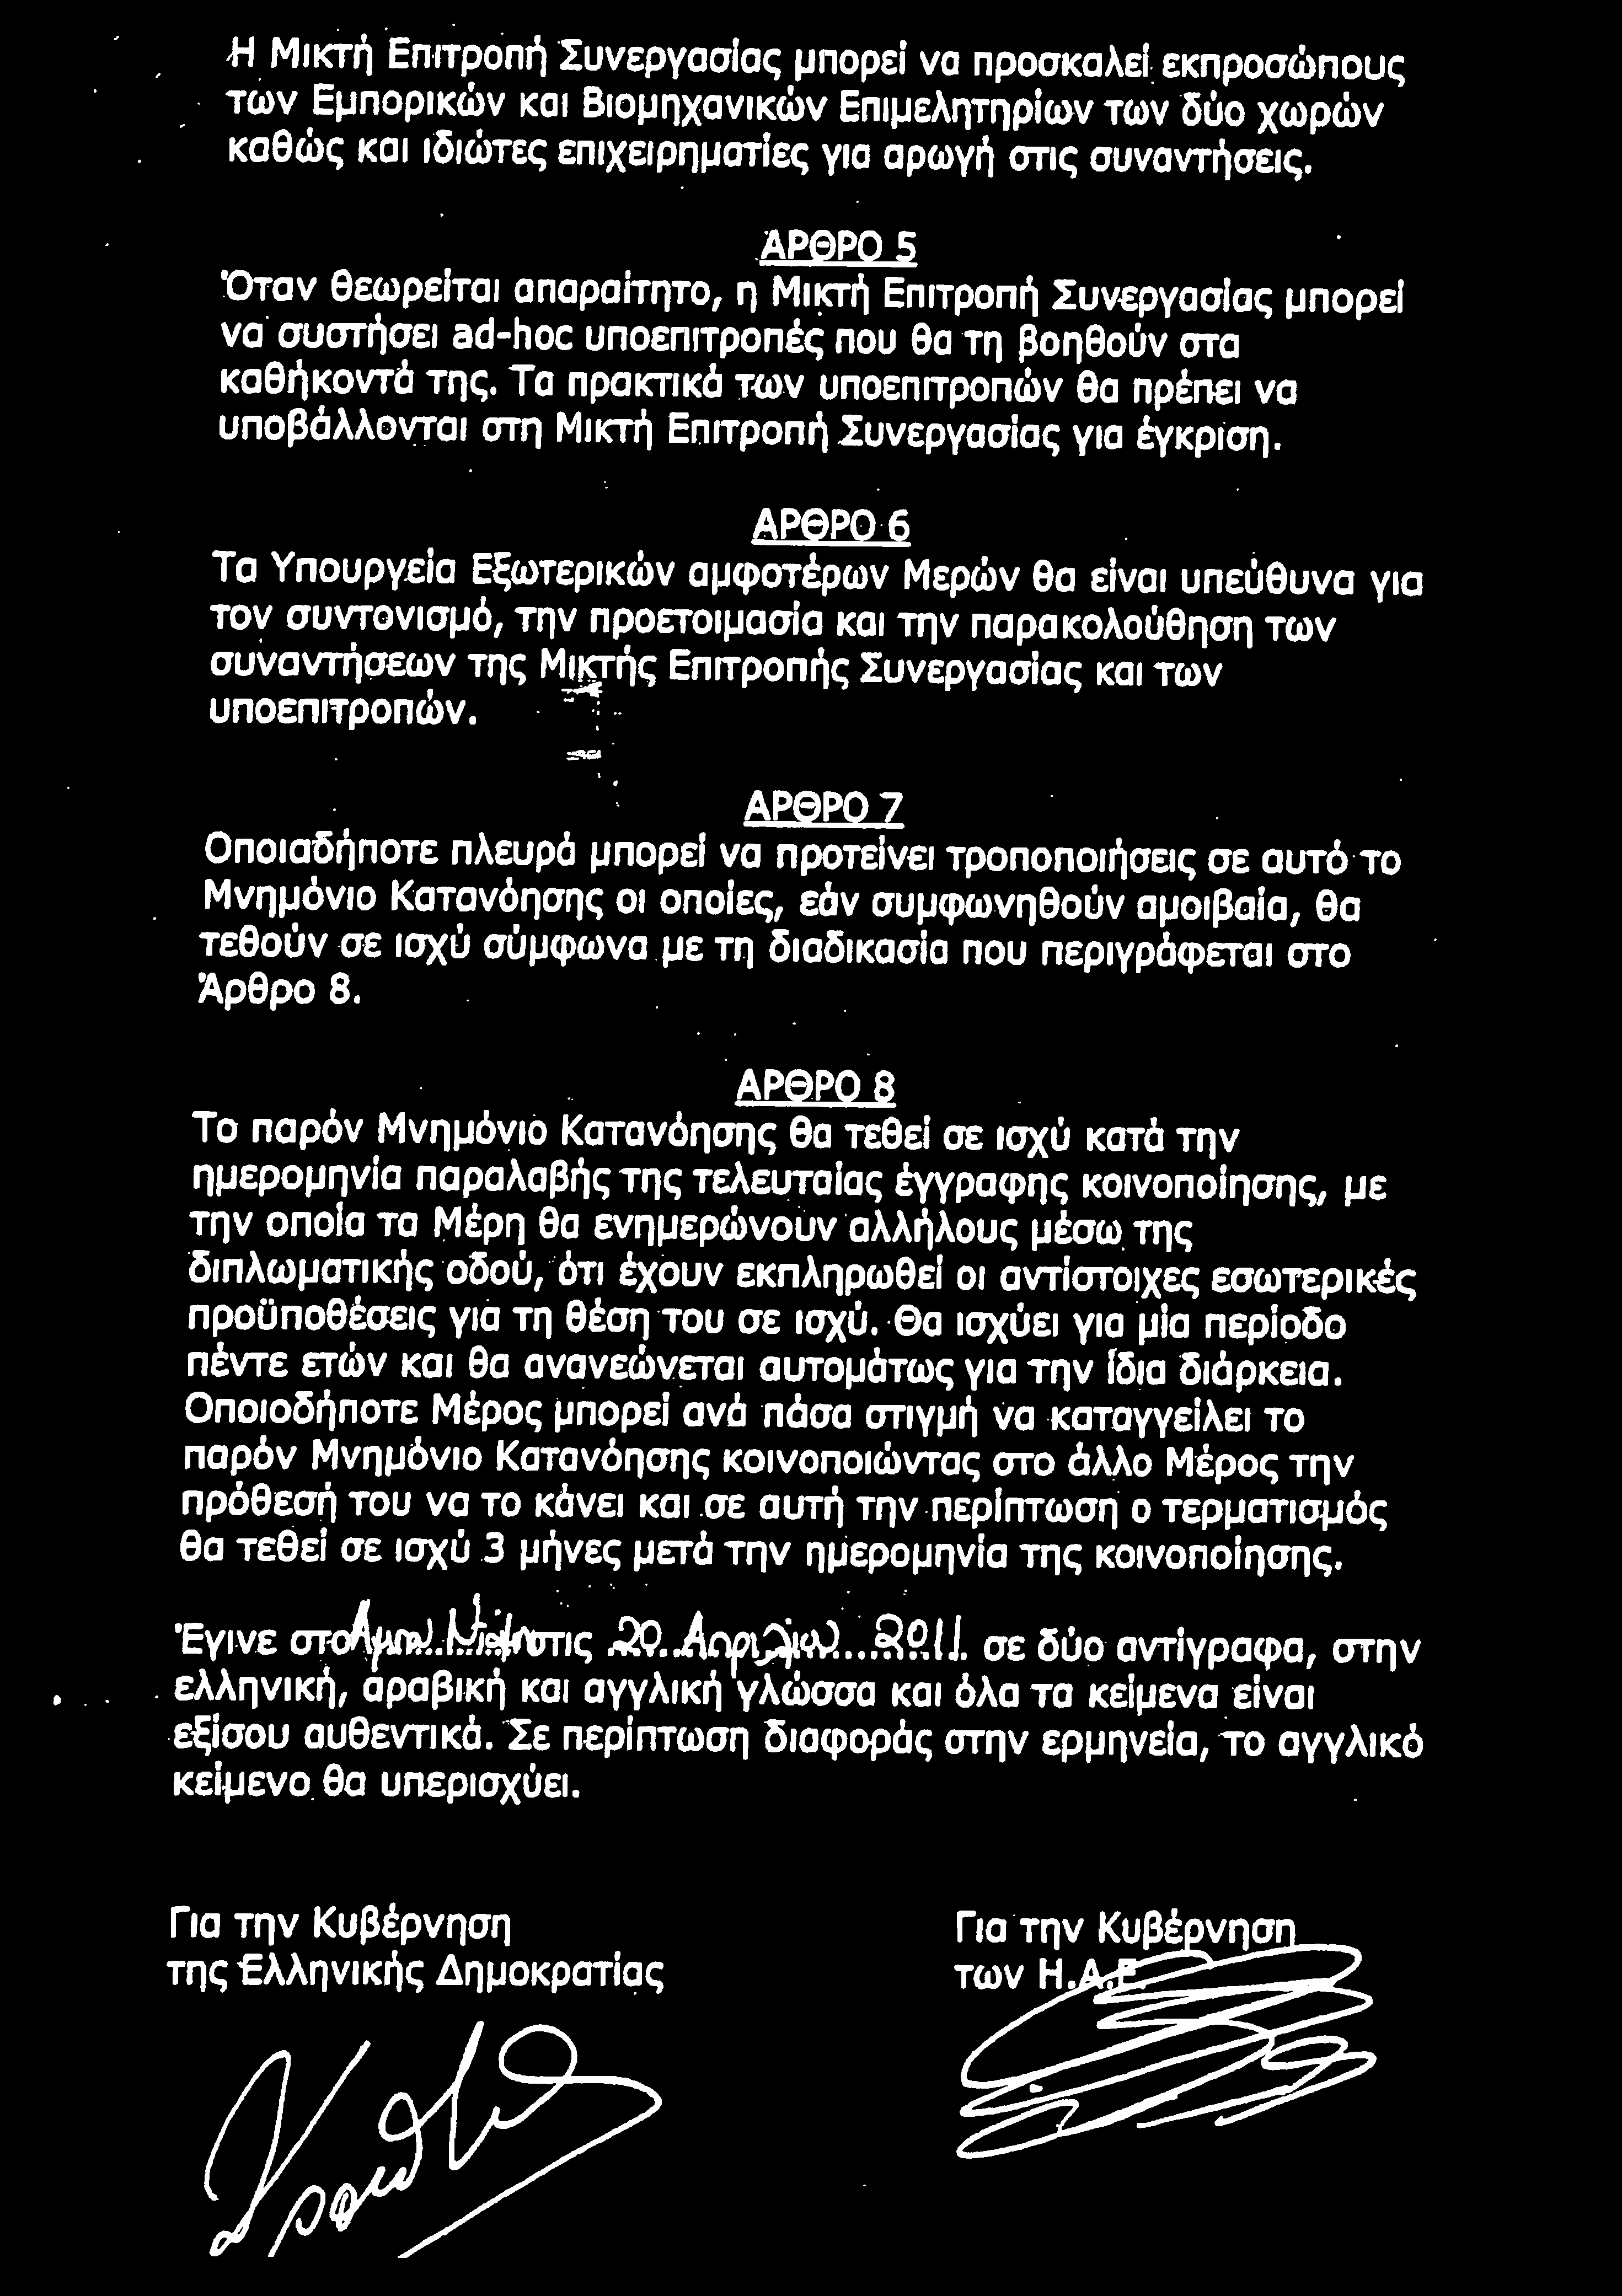 Η Μικτή Επιτροπή Συνεργασίας μπορεί να προσκαλεί εκπροσώπους
των Εμπορικών και Βιομηχανικών Επιμελητηρίων των δύο χωρών
καθώς και ιδιώτες επιχειρηματίες για αρωγή στις συναντήσεις.
ΑΡΘΡΟ 5
Όταν θεωρείται απαραίτητο, η Μικτή Επιτροπή Συνεργασίας μπορεί
να συστήσει ad-hoc υποεπιτροπές που θα τη βοηθούν στα
καθήκοντά της. Τα πρακτικά των υποεπιτροπών θα πρέπει να
υποβάλλονται στη Μικτή Επιτροπή Συνεργασίας για έγκριση.
ΑΡΘΡΟ 6
Τα Υπουργεία Εξωτερικών αμφοτέρων Μερών θα είναι υπεύθυνα για
τον συντονισμό, την προετοιμασία και την παρακολούθηση των
συναντήσεων της Μικτής Επιτροπής Συνεργασίας και των
υποεπιτροπών.
ΑΡΘΡΟ 7
Οποιαδήποτε πλευρά μπορεί να προτείνει τροποποιήσεις σε αυτό το
Μνημόνιο Κατανόησης οι οποίες, εάν συμφωνηθούν αμοιβαία, θα
τεθούν σε ισχύ σύμφωνα με τη διαδικασία που περιγράφεται στο
Άρθρο 8.
ΑΡΘΡΟ 8
Το παρόν Μνημόνιο Κατανόησης θα τεθεί σε ισχύ κατά την
ημερομηνία παραλαβής της τελευταίας έγγραφης κοινοποίησης, με
την οποία τα Μέρη θα ενημερώνουν αλλήλους μέσω της
διπλωματικής οδού, ότι έχουν εκπληρωθεί οι αντίστοιχες εσωτερικές
προϋποθέσεις για τη θέση του σε ισχύ. Θα ισχύει για μία περίοδο
πέντε ετών και θα ανανεώνεται αυτομάτως για την ίδια διάρκεια.
Οποιοδήποτε Μέρος μπορεί ανά πάσα στιγμή να καταγγείλει το
παρόν Μνημόνιο Κατανόησης κοινοποιώντας στο άλλο Μέρος την
πρόθεσή του να το κάνει και σε αυτή την περίπτωση ο τερματισμός
θα τεθεί σε ισχύ 3 μήνες μετά την ημερομηνία της κοινοποίησης.
Έγινε στο στις 20 Απριλίου 2011 σε δύο αντίγραφα, στην
ελληνική, αραβική και αγγλική γλώσσα και όλα τα κείμενα είναι
εξίσου αυθεντικά. Σε περίπτωση διαφοράς στην ερμηνεία, το αγγλικό
κείμενο θα υπερισχύει.
Για την Κυβέρνηση
της Ελληνικής Δημοκρατίας
Για την Κυβέρνηση
των Η.Α.Ε.